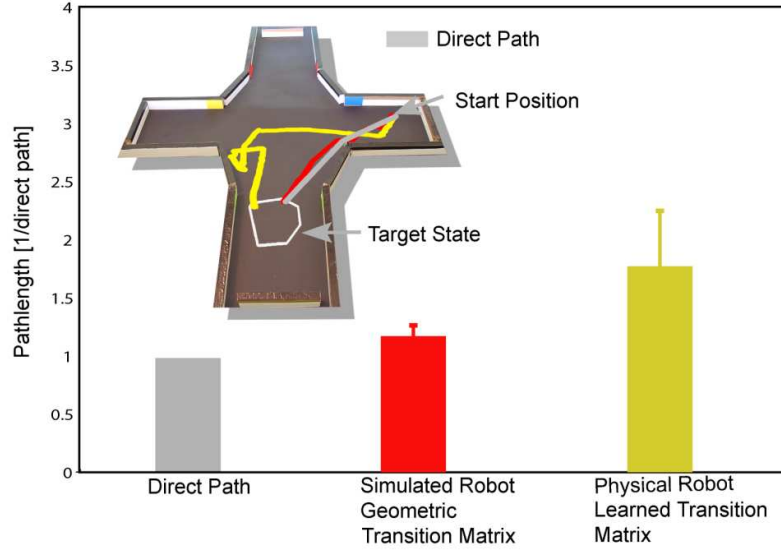 4
3.5
3
2.5
2
1.5
1
0.5
0
Pathlength [1/direct path]
Direct Path
Start Position
Target State
Direct Path
Simulated Robot
Geometric
Transition Matrix
Physical Robot
Learned Transition
Matrix